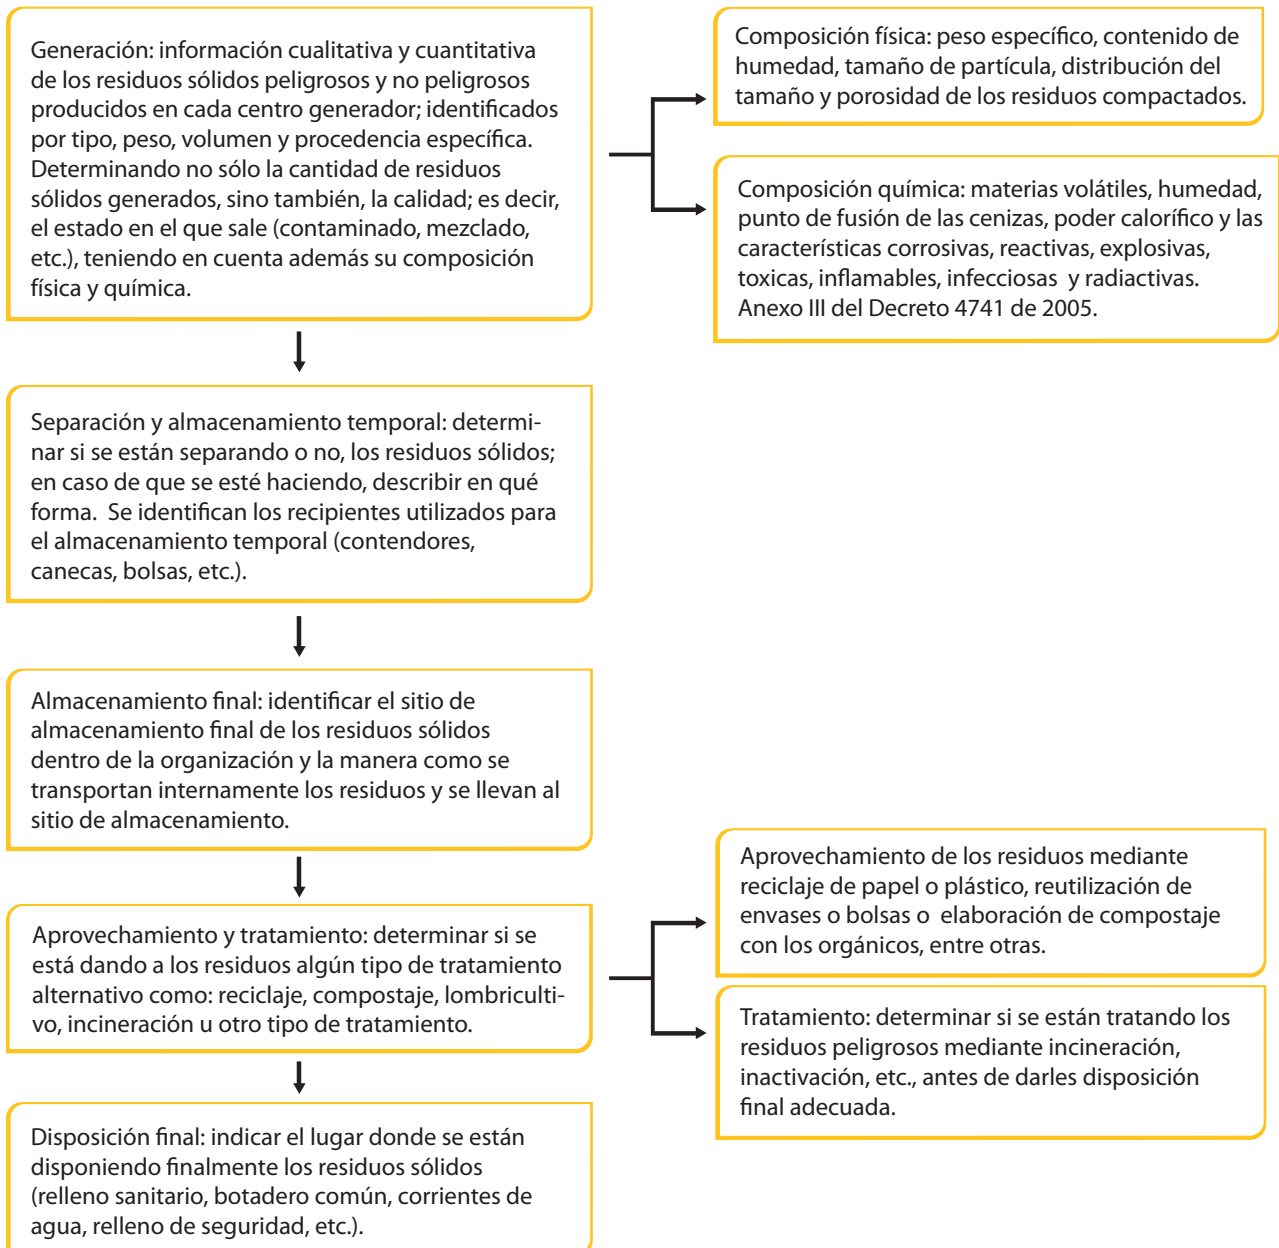 Generación: información cualitativa y cuantitativa
de los residuos sólidos peligrosos y no peligrosos
producidos en cada centro generador; identificados
por tipo, peso, volumen y procedencia específica.
Determinando no sólo la cantidad de residuos
sólidos generados, sino también, la calidad; es decir,
el estado en el que sale (contaminado, mezclado,
etc.), teniendo en cuenta además su composición
física y química.
Composición física: peso específico, contenido de
humedad, tamaño de partícula, distribución del
tamaño y porosidad de los residuos compactados.
Composición química: materias volátiles, humedad,
punto de fusión de las cenizas, poder calorífico y las
características corrosivas, reactivas, explosivas,
toxicas, inflamables, infecciosas  y radiactivas.
Anexo III del Decreto 4741 de 2005.
Separación y almacenamiento temporal: determi-
nar si se están separando o no, los residuos sólidos;
en caso de que se esté haciendo, describir en qué
forma.  Se identifican los recipientes utilizados para
el almacenamiento temporal (contendores,
canecas, bolsas, etc.).
Almacenamiento final: identificar el sitio de
almacenamiento final de los residuos sólidos
dentro de la organización y la manera como se
transportan internamente los residuos y se llevan al
sitio de almacenamiento.
Aprovechamiento y tratamiento: determinar si se
está dando a los residuos algún tipo de tratamiento
alternativo como: reciclaje, compostaje, lombriculti-
vo, incineración u otro tipo de tratamiento.
Aprovechamiento de los residuos mediante
reciclaje de papel o plástico, reutilización de
envases o bolsas o  elaboración de compostaje
con los orgánicos, entre otras.
Tratamiento: determinar si se están tratando los
residuos peligrosos mediante incineración,
inactivación, etc., antes de darles disposición
final adecuada.
Disposición final: indicar el lugar donde se están
disponiendo finalmente los residuos sólidos
(relleno sanitario, botadero común, corrientes de
agua, relleno de seguridad, etc.).